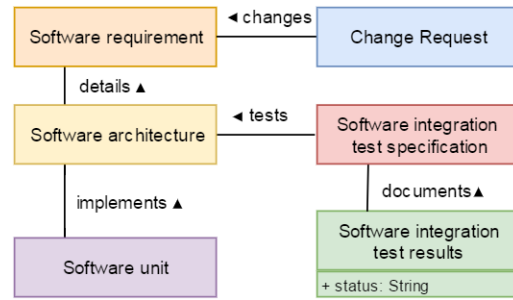 ◄ changes
Software requirement
Change Request
details ▲
Software architecture
◄ tests
Software integration
test specification
implements ▲
documents▲
Software unit
Software integration
test results
+ status: String